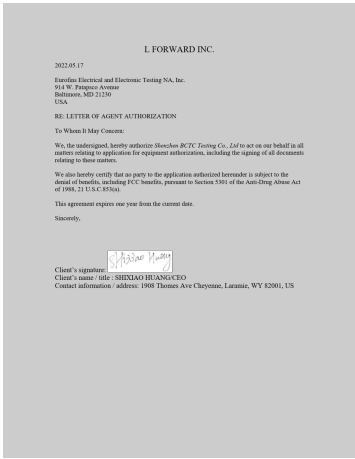 L FORWARD INC.
2022.05.17
Eurofins Electrical and Electronic Testing NA, Inc.
914 W. Patapsco Avenue
Baltimore, MD 21230
USA
RE: LETTER OF AGENT AUTHORIZATION
To Whom It May Concern:
We, the undersigned, hereby authorize Shenzhen BCTC Testing Co., Ltd to act on our behalf in all
matters relating to application for equipment authorization, including the signing of all documents
relating to these matters.
We also hereby certify that no party to the application authorized hereunder is subject to the
denial of benefits, including FCC benefits, pursuant to Section 5301 of the Anti-Drug Abuse Act
of 1988, 21 U.S.C.853(a).
This agreement expires one year from the current date.
Sincerely,
Shixiao Huang
Client's signature:
Client's name / title : SHIXIAO HUANG/CEO
Contact information / address: 1908 Thomes Ave Cheyenne, Laramie, WY 82001, US